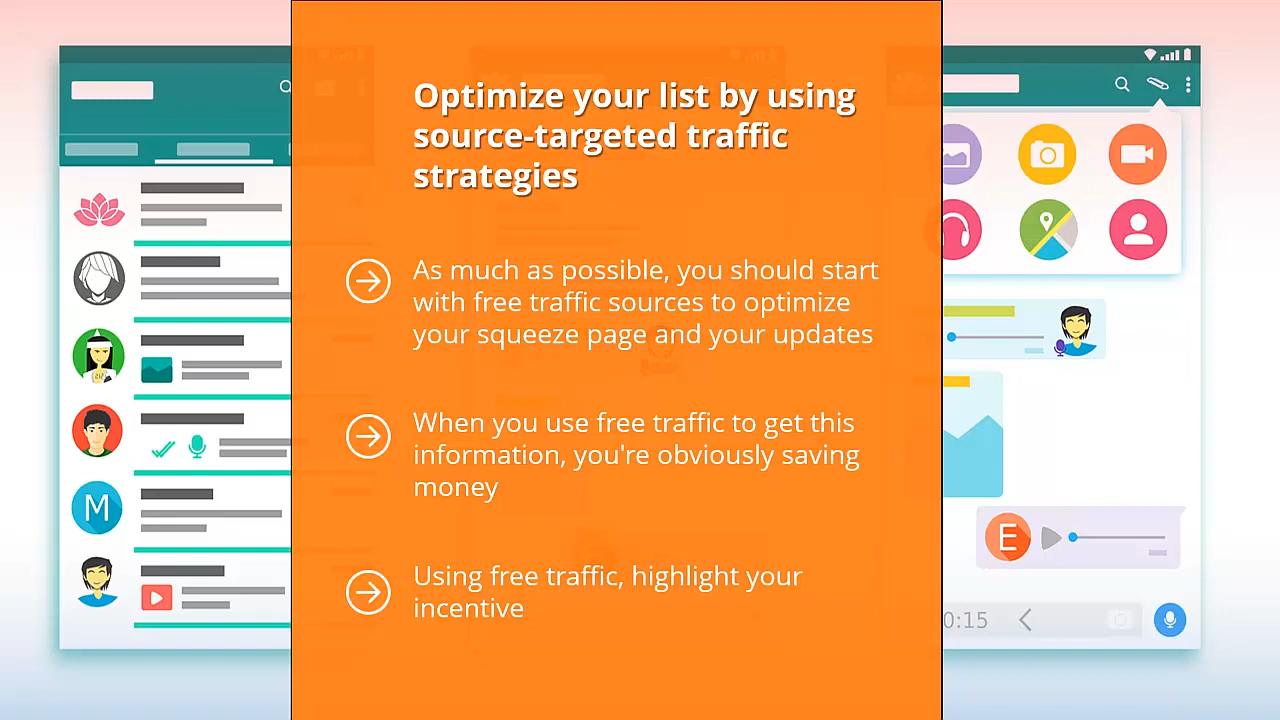 Optimize your list by using
source-targeted traffic
strategies
As much as possible, you should start
with free traffic sources to optimize
your squeeze page and your updates
When you use free traffic to get this
information, you're obviously saving
money
Using free traffic, highlight your
incentive
M
E
0:15